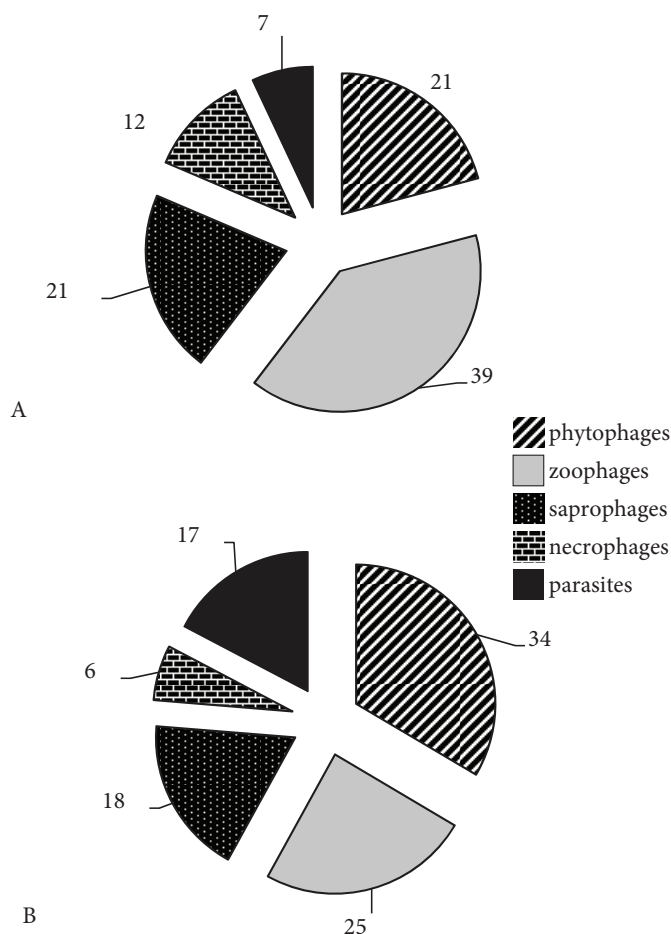 7
21
12
21
39
A
phytophages
zoophages
saprophages
necrophages
parasites
17
34
6
18
25
B